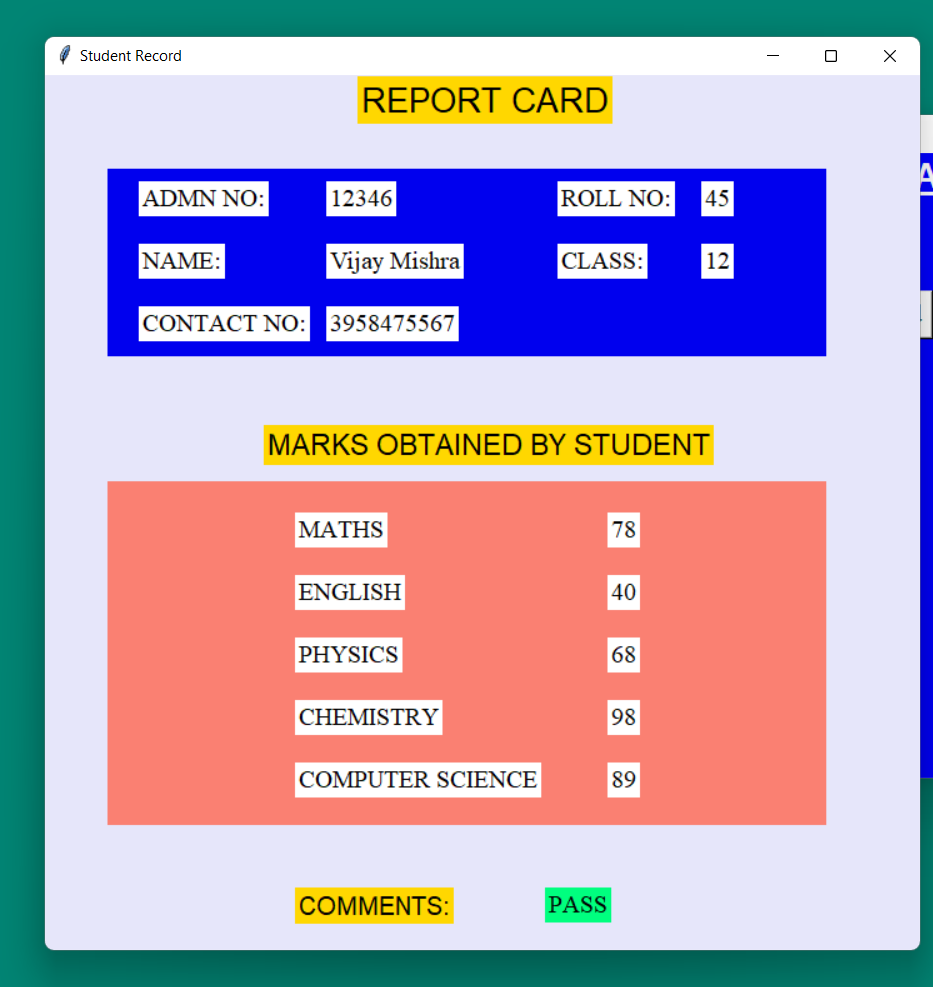 Student Record
REPORT CARD
ADMN NO: 12346 ROLL NO: 45
NAME: Vijay Mishra CLASS: 12
CONTACT NO: 3958475567
MARKS OBTAINED BY STUDENT
MATHS 78
ENGLISH 40
PHYSICS 68
CHEMISTRY 98
COMPUTER SCIENCE 89
COMMENTS: PASS